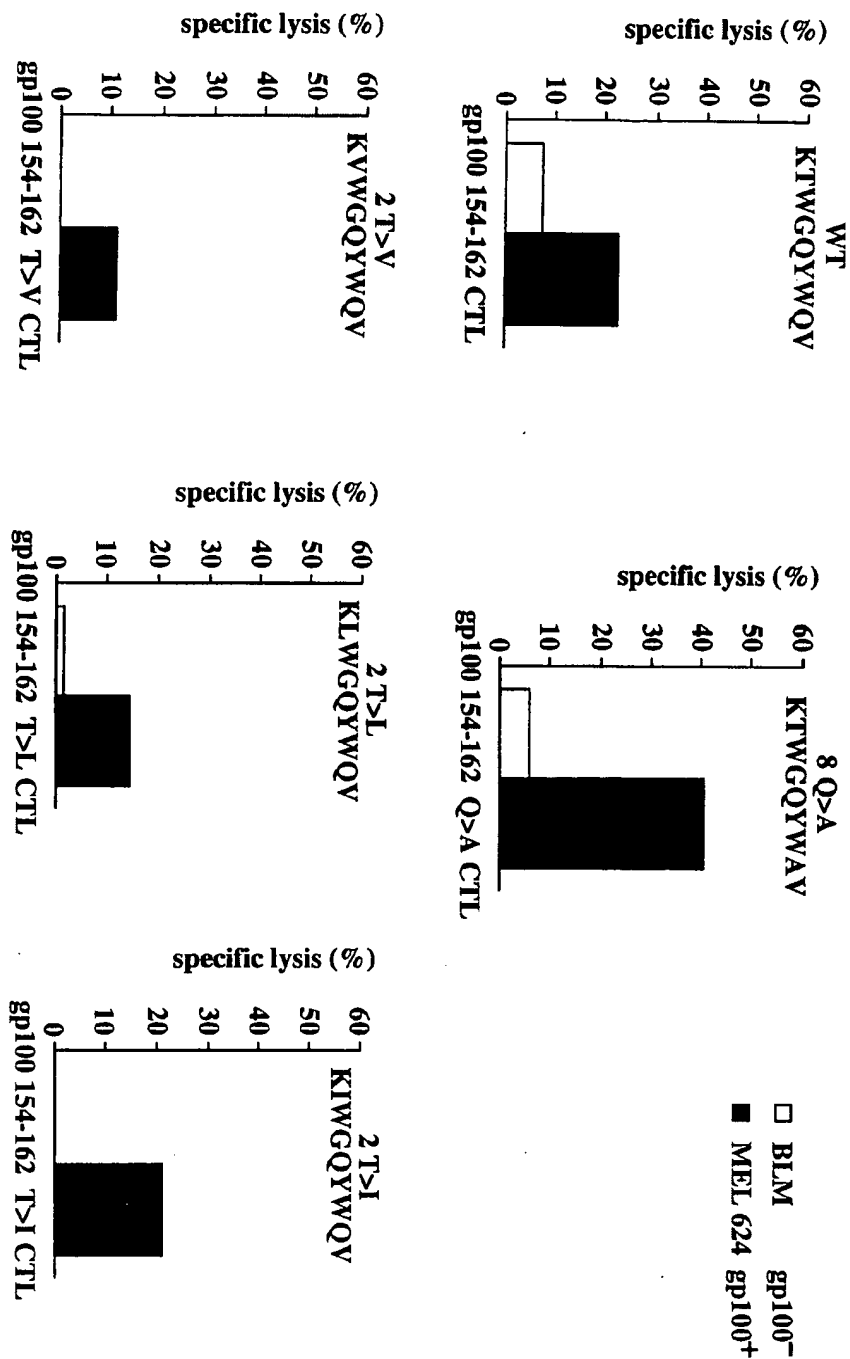 WT
KTWGQYWQV
specific lysis (%)
60
50
40
30
20
10
0
gp100 154-162 CTL
8 Q>A
KTWGQYWAV
specific lysis (%)
60
50
40
30
20
10
0
gp100 154-162 Q>A CTL
BLM gp100-
MEL 624 gp100+
2 T>V
KVWGQYWQV
specific lysis (%)
60
50
40
30
20
10
0
gp100 154-162 T>V CTL
2 T>L
KLWGQYWQV
specific lysis (%)
60
50
40
30
20
10
0
gp100 154-162 T>L CTL
2 T>I
KIWGQYWQV
specific lysis (%)
60
50
40
30
20
10
0
gp100 154-162 T>I CTL